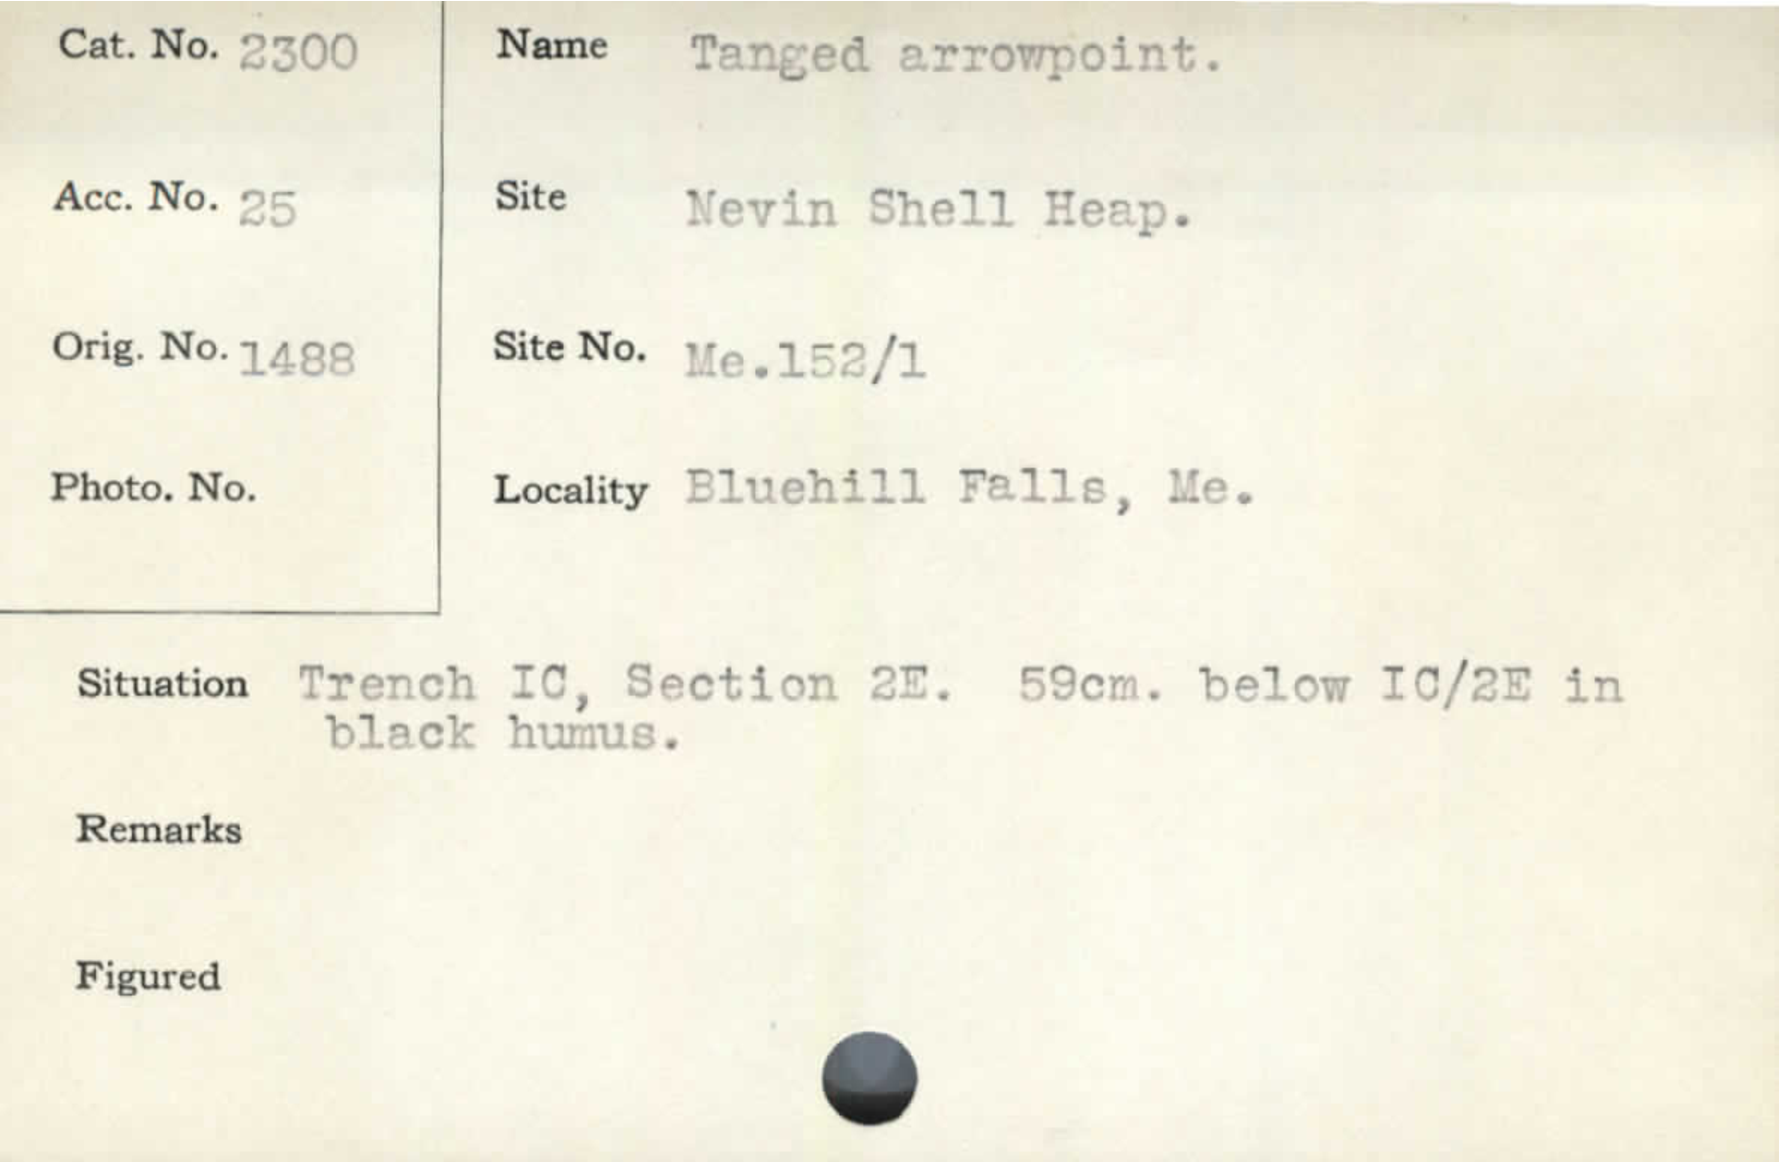 Cat. No. 2300
Name Tanged arrowpoint.
Acc. No. 25
Site Nevin Shell Heap.
Orig. No. 1488
Site No. Me.152/1
Photo. No.
Locality Bluehill Falls, Me.
Situation Trench IC, Section 2E. 59cm. below IC/2E in
black humus.
Remarks
Figured